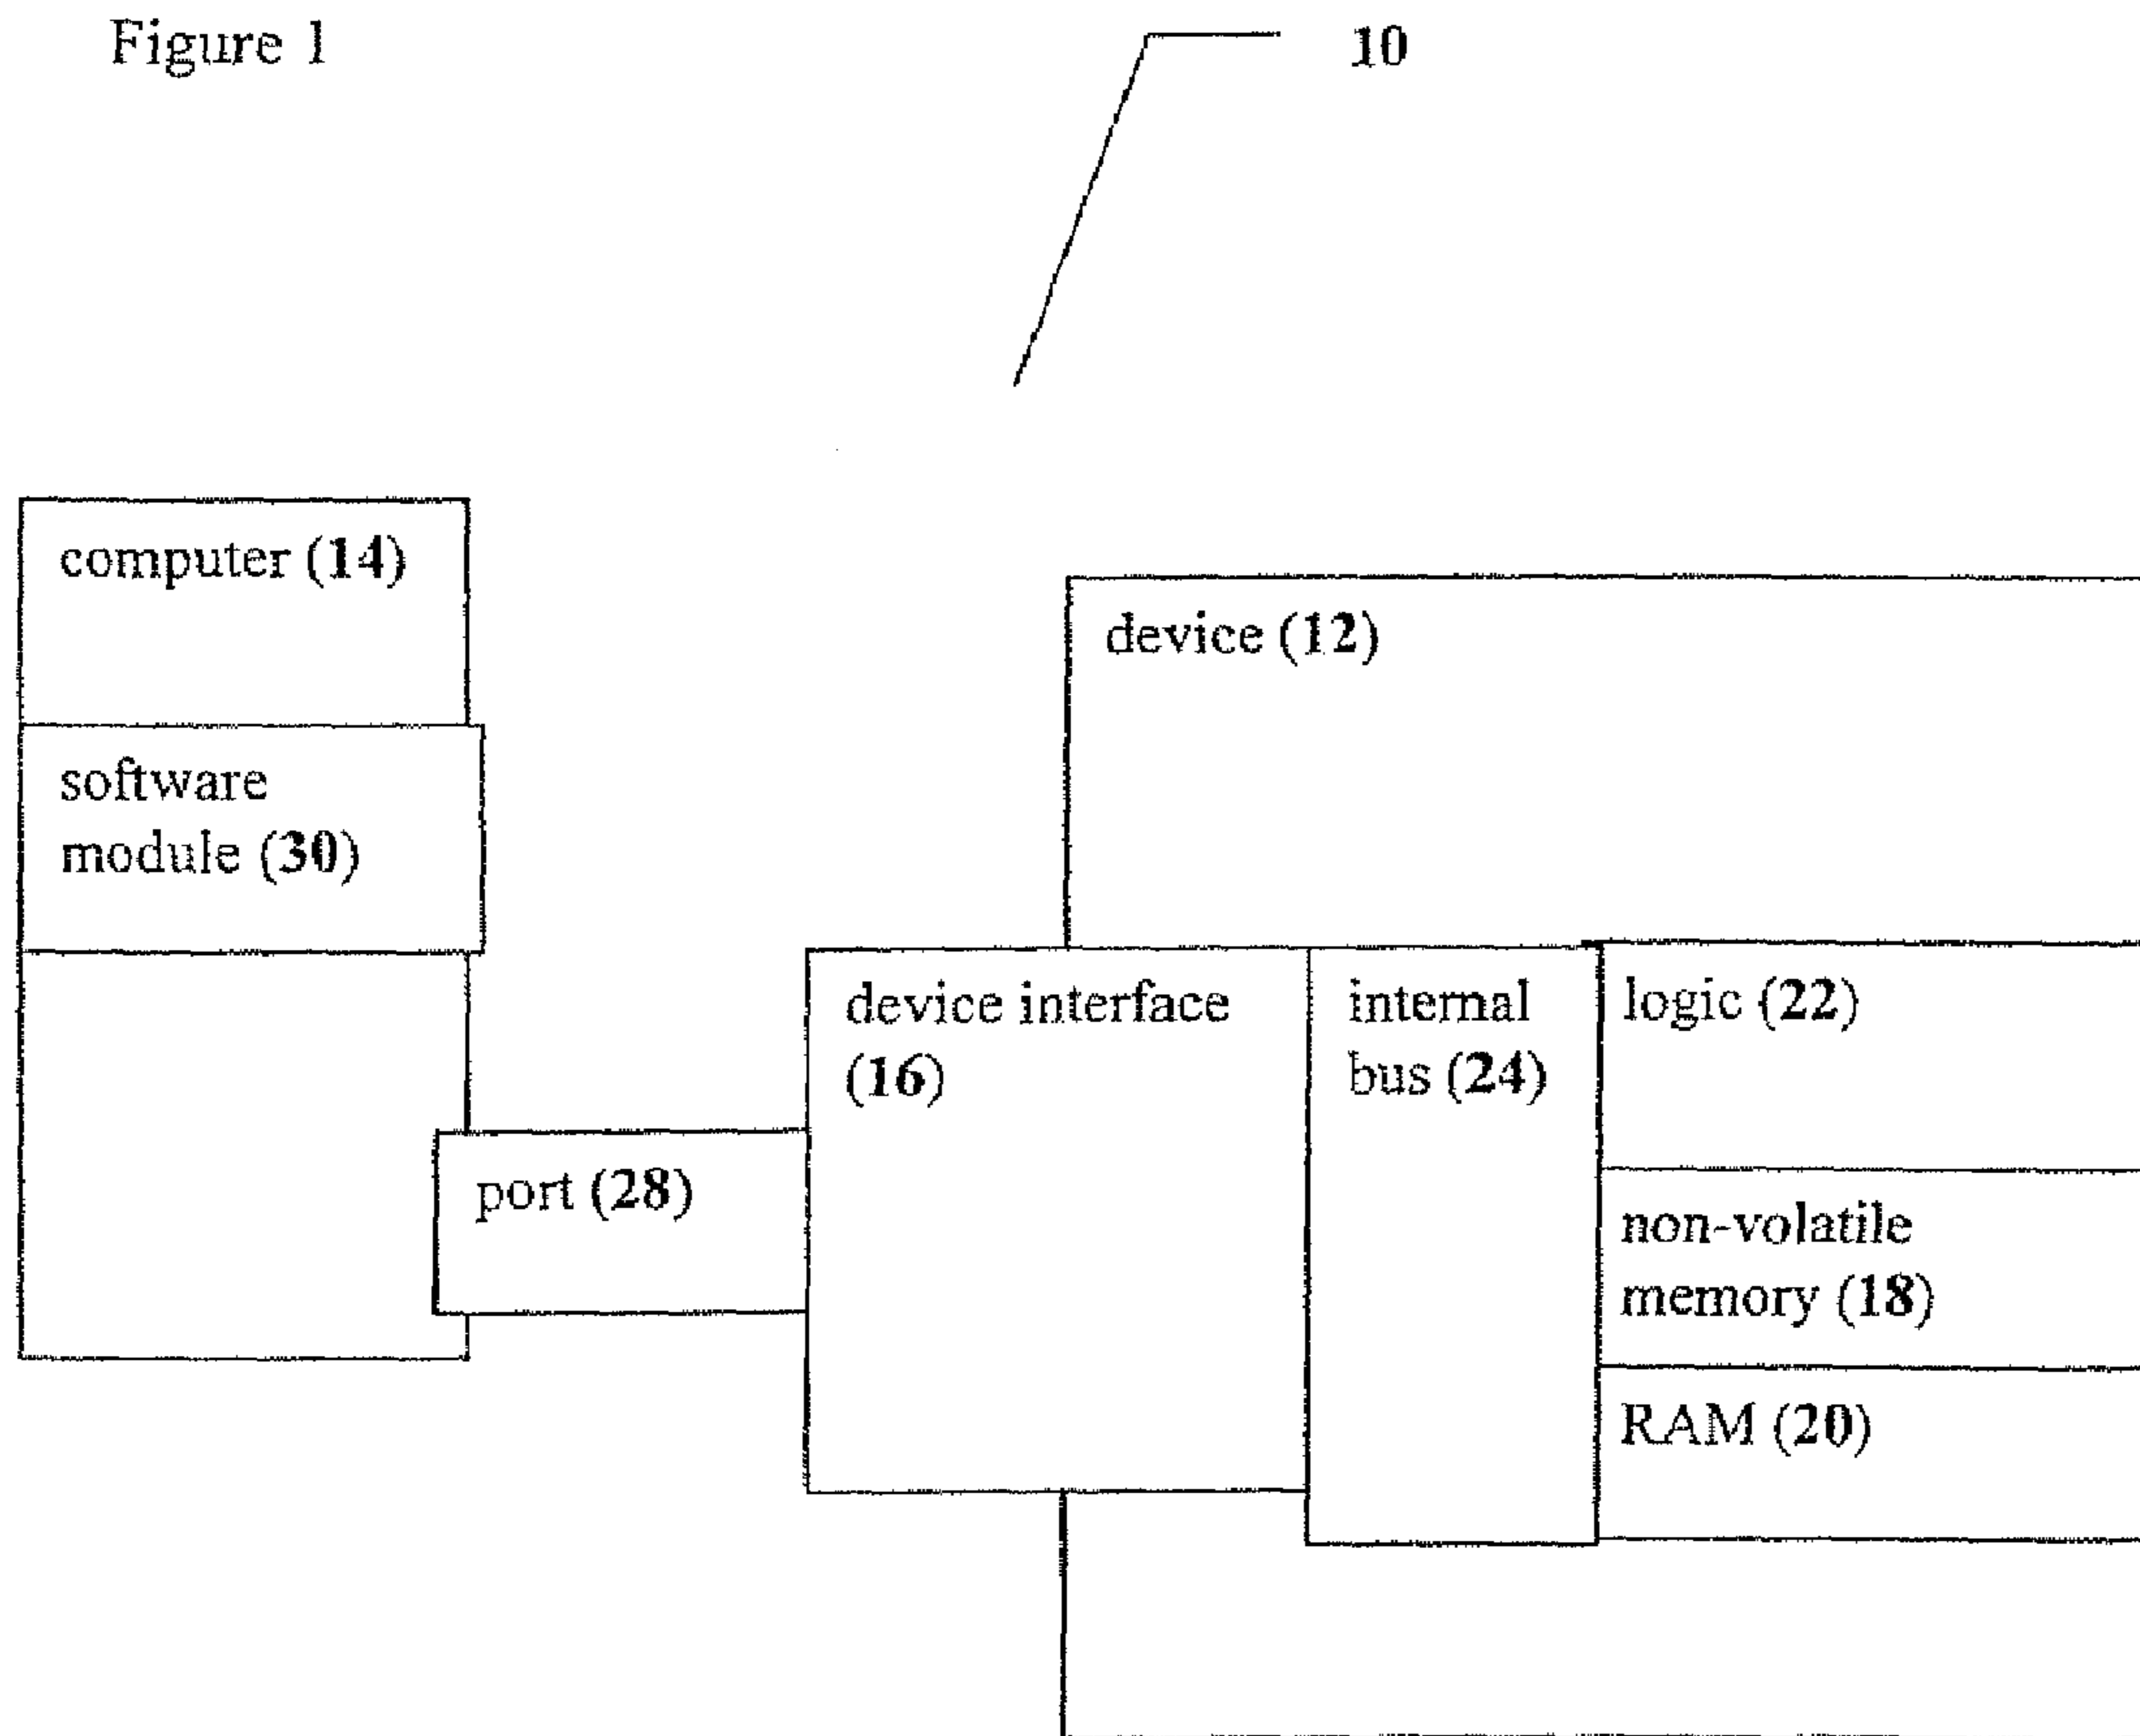 Figure 1
10
computer (14)
device (12)
software
module (30)
device interface
(16)
internal
bus (24)
logic (22)
port (28)
non-volatile
memory (18)
RAM (20)